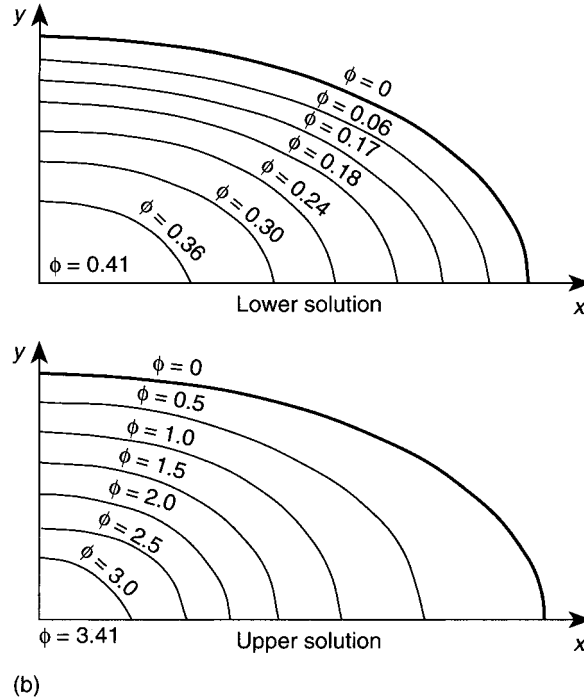 y
ϕ = 0
ϕ = 0.06
ϕ = 0.17
ϕ = 0.18
ϕ = 0.24
ϕ = 0.30
ϕ = 0.36
ϕ = 0.41
Lower solution
x
y
ϕ = 0
ϕ = 0.5
ϕ = 1.0
ϕ = 1.5
ϕ = 2.0
ϕ = 2.5
ϕ = 3.0
ϕ = 3.41
Upper solution
x
(b)